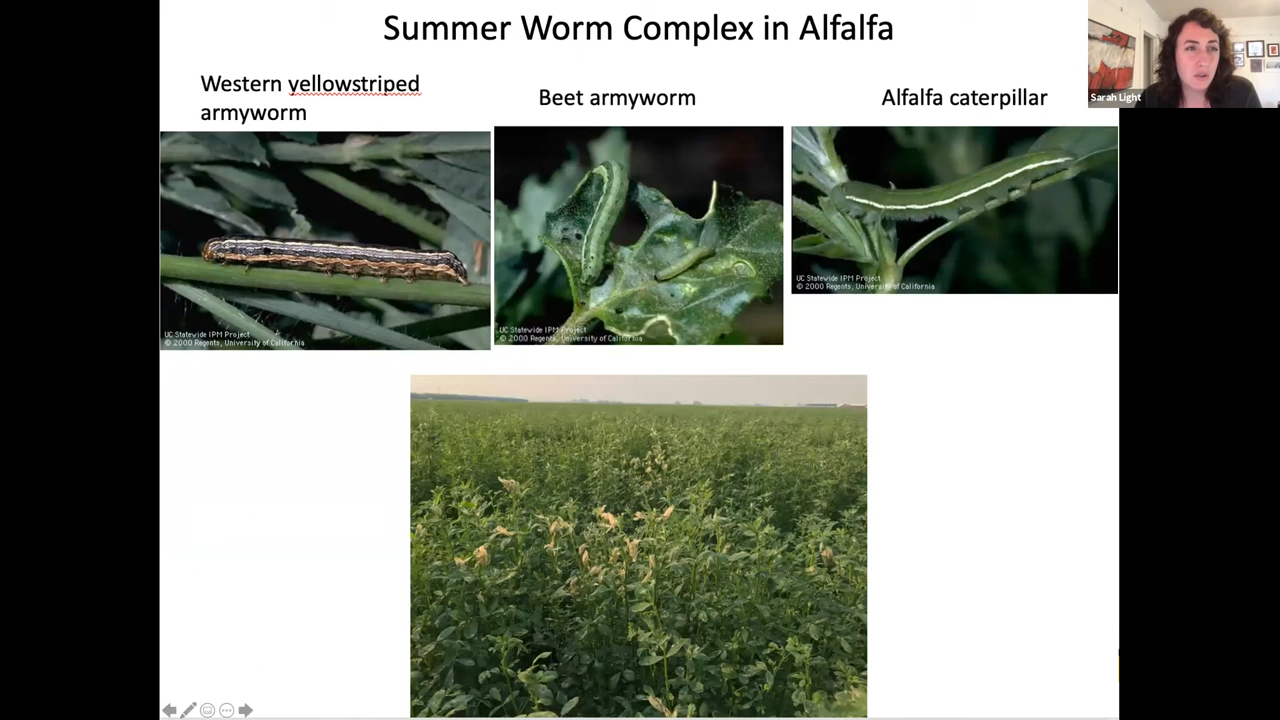 Summer Worm Complex in Alfalfa
Western yellowstriped
armyworm
Beet armyworm
Alfalfa caterpillar
Sarah Light
UC Statewide IPM Project
© 2000 Regents, University of California
UC Statewide IPM Project
© 2000 Regents, University of California
UC Statewide IPM Project
© 2000 Regents, University of California